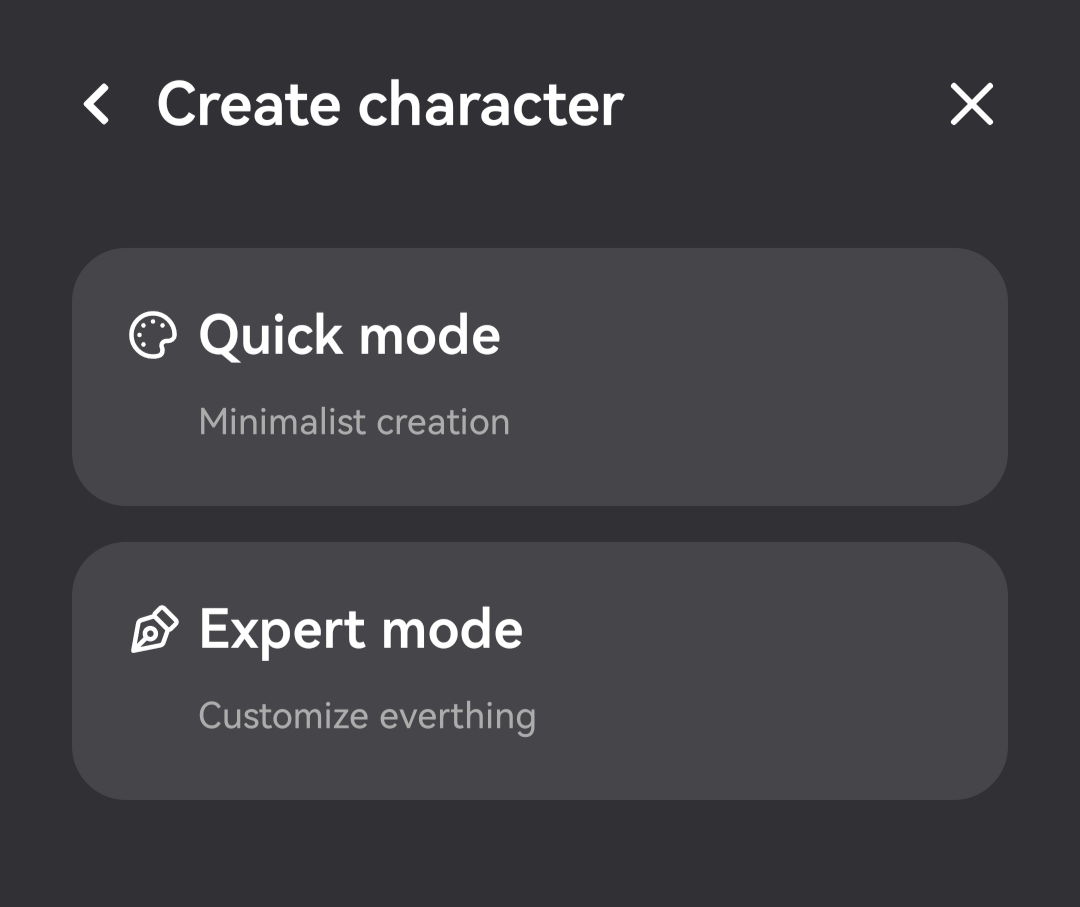 Create character
Quick mode
Minimalist creation
Expert mode
Customize everthing